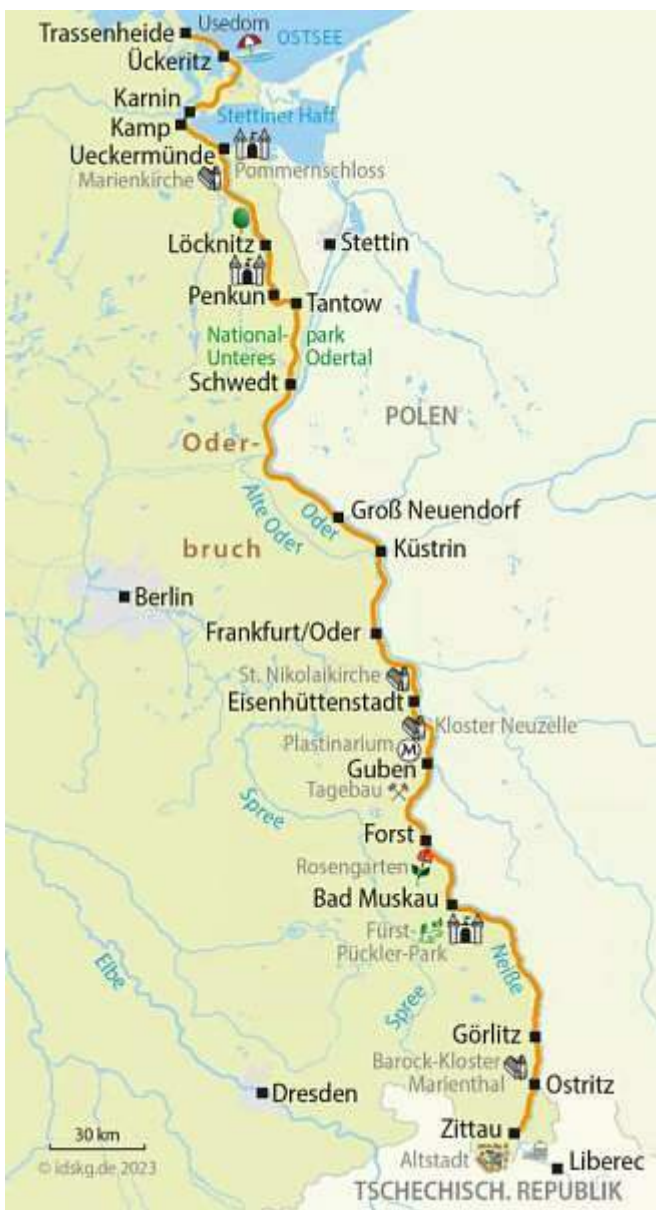 Usedom
Trassenheide
OSTSEE
Ückeritz
Karnin
Stettiner Haff
Kamp
Ueckermünde
Pommernschloss
Marienkirche
Löcknitz
Stettin
Penkun
Tantow
National-
park
Unteres
Odertal
Schwedt
POLEN
Oder-
Alte Oder
Oder
Groß Neuendorf
bruch
Küstrin
Berlin
Frankfurt/Oder
St. Nikolaikirche
Eisenhüttenstadt
Kloster Neuzelle
Plastinarium
M
Guben
Tagebau
Spree
Forst
Rosengarten
Bad Muskau
Fürst-
Pückler-Park
Neiße
Elbe
Spree
Görlitz
Barock-Kloster
Marienthal
Ostritz
Dresden
Zittau
30 km
Altstadt
Liberec
© idskg.de 2023
TSCHECHISCH. REPUBLIK